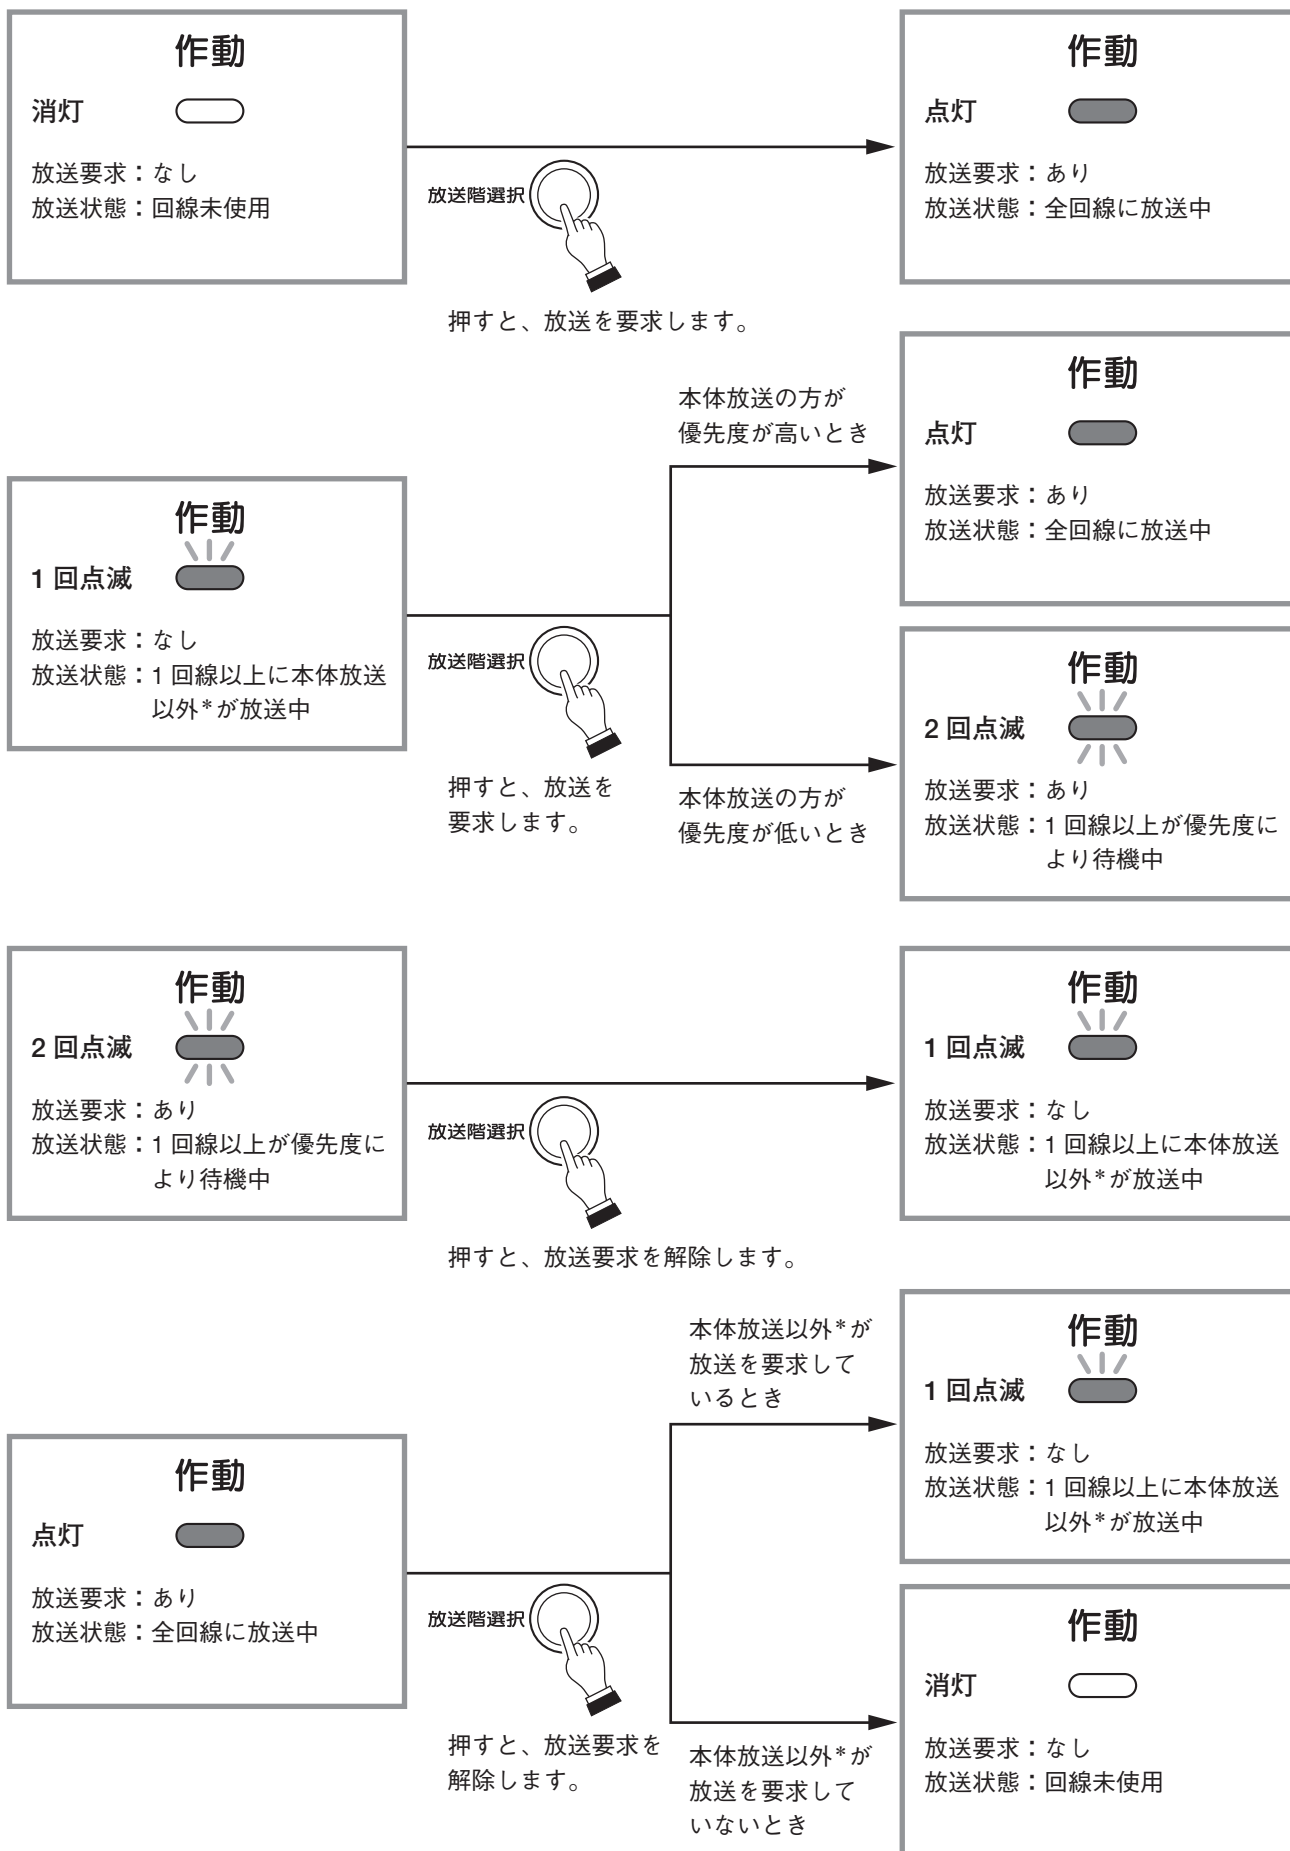 作動
消灯
放送要求：なし
放送状態：回線未使用
放送階選択
押すと、放送を要求します。
作動
点灯
放送要求：あり
放送状態：全回線に放送中
作動
1 回点滅
放送要求：なし
放送状態：1 回線以上に本体放送
以外*が放送中
放送階選択
押すと、放送を
要求します。
本体放送の方が
優先度が高いとき
作動
点灯
放送要求：あり
放送状態：全回線に放送中
本体放送の方が
優先度が低いとき
作動
2 回点滅
放送要求：あり
放送状態：1 回線以上が優先度に
より待機中
作動
2 回点滅
放送要求：あり
放送状態：1 回線以上が優先度に
より待機中
放送階選択
押すと、放送要求を解除します。
作動
1 回点滅
放送要求：なし
放送状態：1 回線以上に本体放送
以外*が放送中
作動
点灯
放送要求：あり
放送状態：全回線に放送中
放送階選択
押すと、放送要求を
解除します。
本体放送以外*が
放送を要求して
いるとき
作動
1 回点滅
放送要求：なし
放送状態：1 回線以上に本体放送
以外*が放送中
本体放送以外*が
放送を要求して
いないとき
作動
消灯
放送要求：なし
放送状態：回線未使用